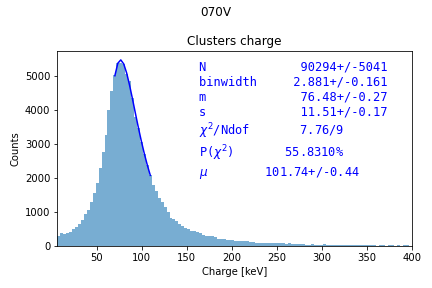 070V
Clusters charge
N 90294+/-5041
binwidth 2.881+/-0.161
m 76.48+/-0.27
s 11.51+/-0.17
χ²/Ndof 7.76/9
P(χ²) 55.8310%
μ 101.74+/-0.44
Counts
5000
4000
3000
2000
1000
0
50 100 150 200 250 300 350 400
Charge [keV]